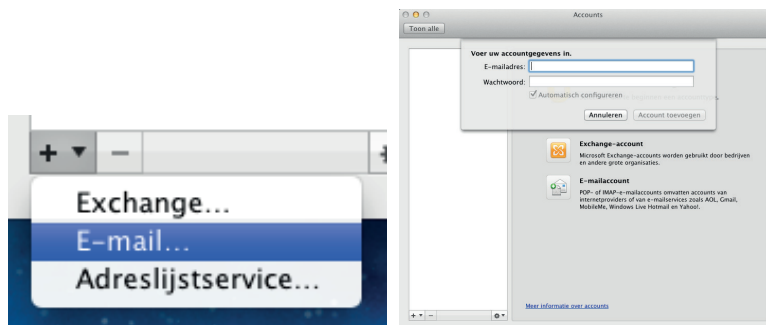 Exchange...
E-mail...
Adreslijstservice...
Accounts
Toon alle
Voer uw accountgegevens in.
E-mailadres:
Wachtwoord:
Automatisch configureren
Annuleren
Account toevoegen
Exchange-account
Microsoft Exchange-accounts worden gebruikt door bedrijven
en andere grote organisaties.
E-mailaccount
POP- of IMAP-e-mailaccounts omvatten accounts van
internetproviders of van e-mailservices zoals AOL, Gmail,
MobileMe, Windows Live Hotmail en Yahoo!.
Meer informatie over accounts